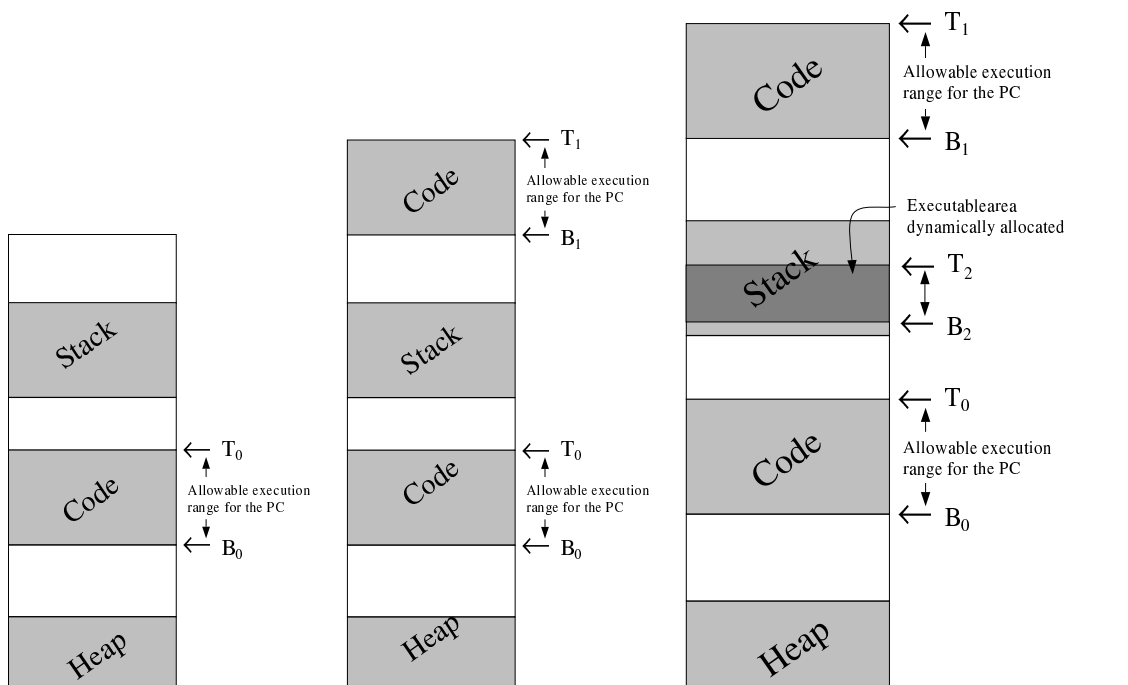 Stack
T0
Code
Allowable execution
range for the PC
B0
Heap
T1
Code
Allowable execution
range for the PC
B1
Stack
T0
Code
Allowable execution
range for the PC
B0
Heap
T1
Code
Allowable execution
range for the PC
B1
Executablearea
dynamically allocated
T2
Stack
B2
T0
Code
Allowable execution
range for the PC
B0
Heap